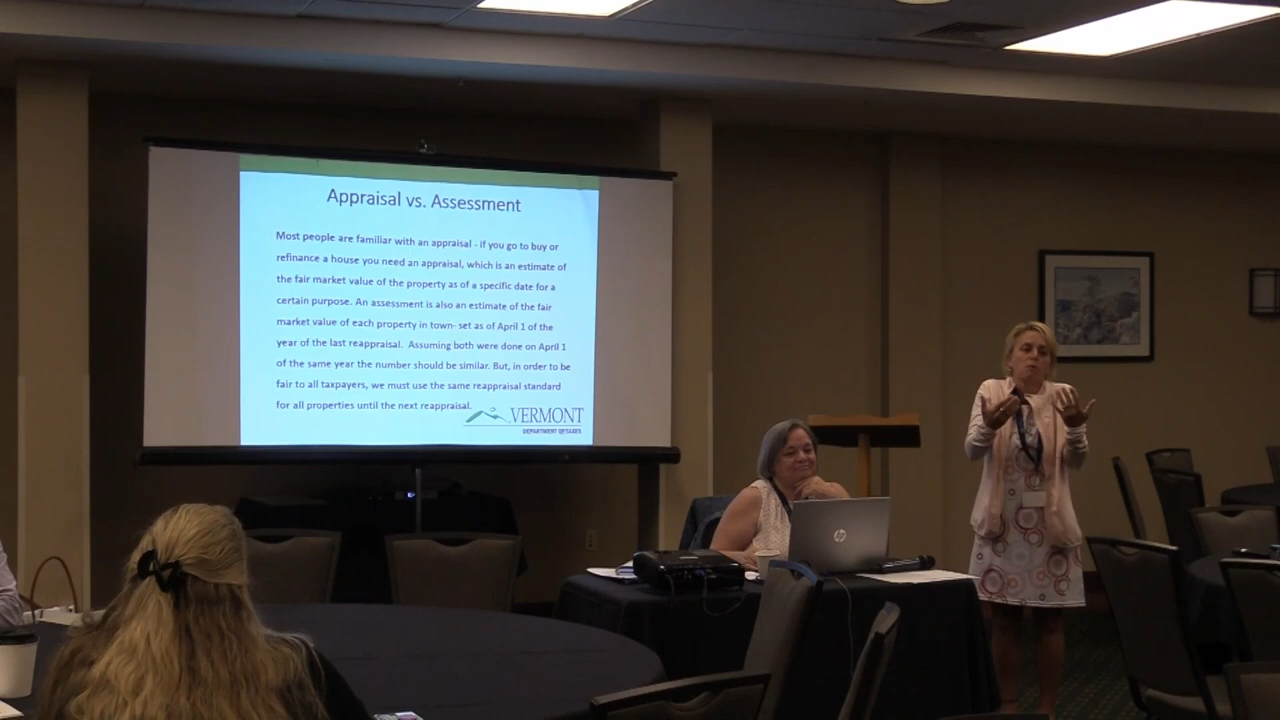 Appraisal vs. Assessment
Most people are familiar with an appraisal - if you go to buy or
refinance a house you need an appraisal, which is an estimate of
the fair market value of the property as of a specific date for a
certain purpose. An assessment is also an estimate of the fair
market value of each property in town- set as of April 1 of the
year of the last reappraisal. Assuming both were done on April 1
of the same year the number should be similar. But, in order to be
fair to all taxpayers, we must use the same reappraisal standard
for all properties until the next reappraisal.
VERMONT
DEPARTMENT OF TAXES
hp